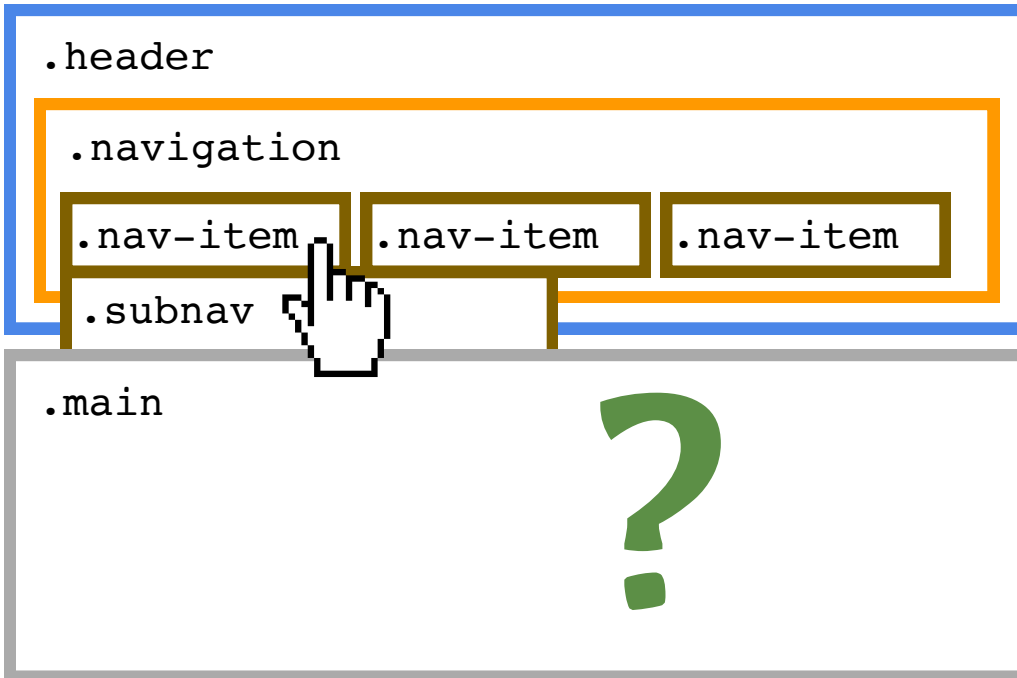 .header
.navigation
.nav-item .nav-item .nav-item
.subnav
.main
?